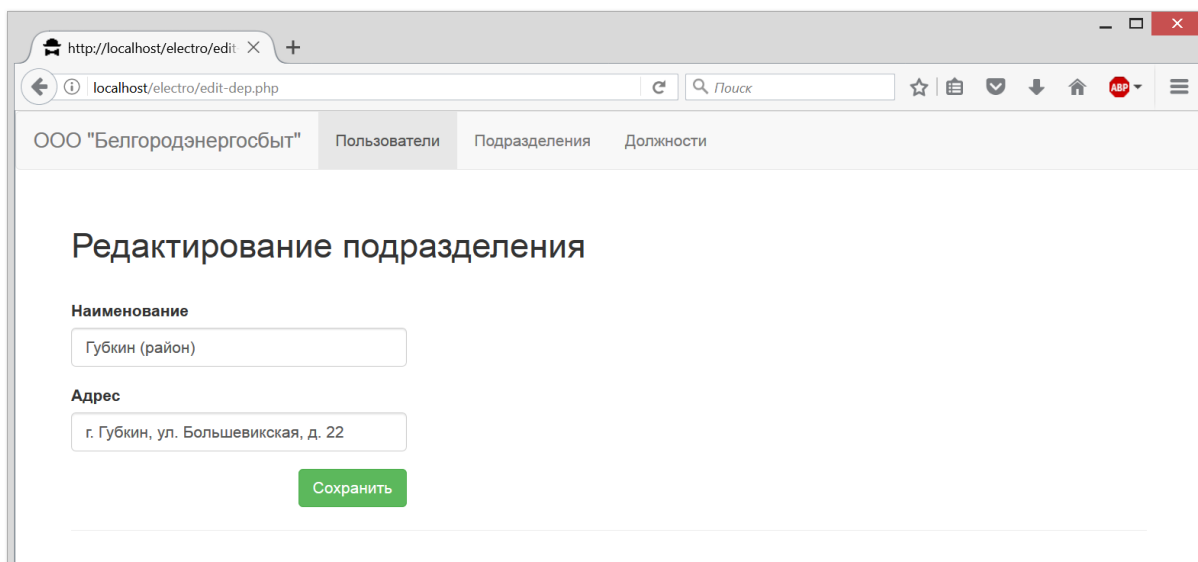 http://localhost/electro/edit
localhost/electro/edit-dep.php
Поиск
ABP
ООО "Белгородэнергосбыт" Пользователи Подразделения Должности
Редактирование подразделения
Наименование
Губкин (район)
Адрес
г. Губкин, ул. Большевикская, д. 22
Сохранить